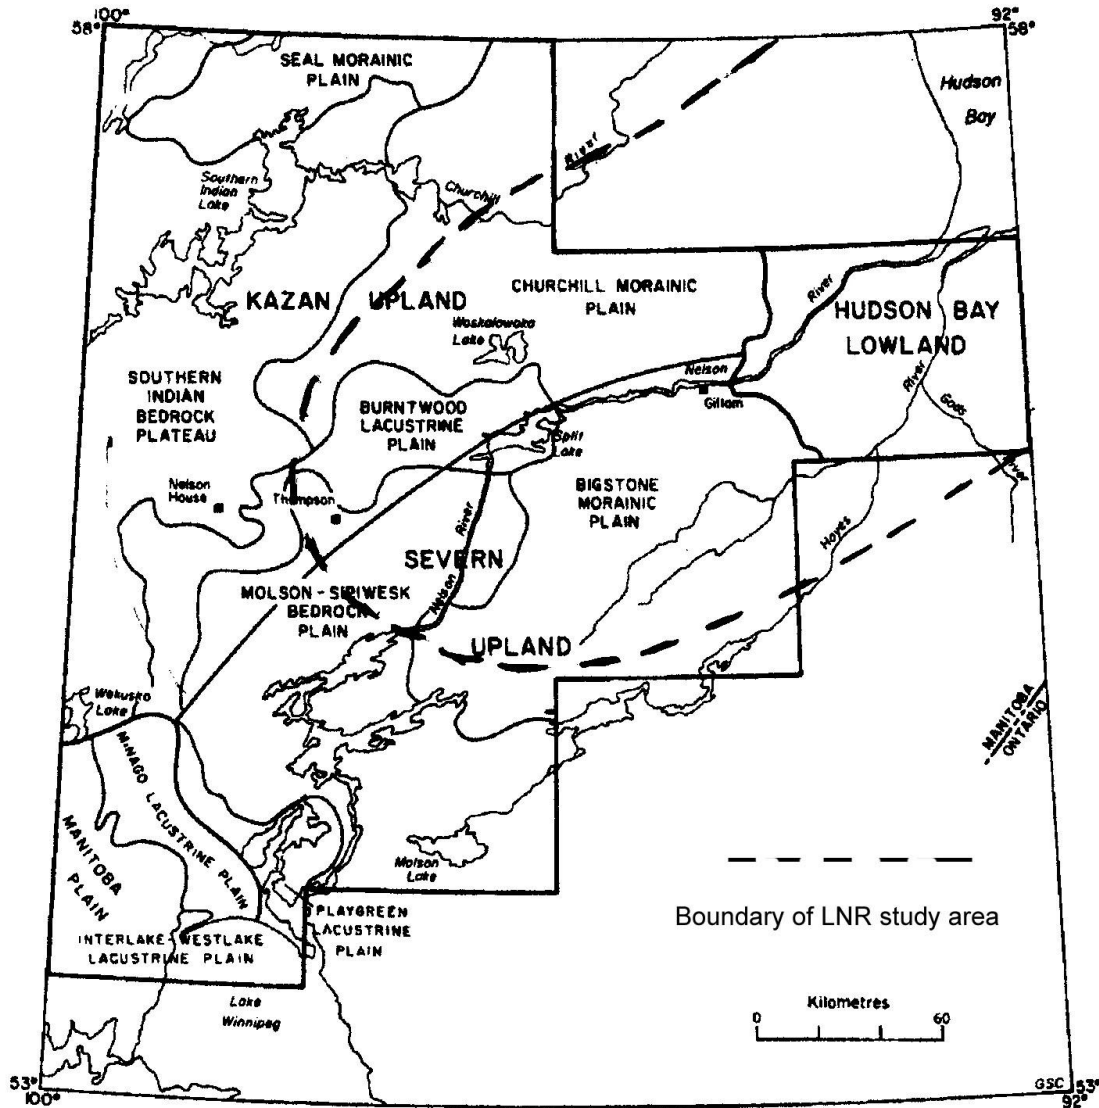 100°
58°
92°
58°
SEAL MORAINIC
PLAIN
Hudson
Bay
River
Southern
Indian
Lake
Churchill
KAZAN UPLAND
CHURCHILL MORAINIC
PLAIN
River
HUDSON BAY
LOWLAND
Waskaiowaka
Lake
SOUTHERN
INDIAN
BEDROCK
PLATEAU
BURNTWOOD
LACUSTRINE
PLAIN
Nelson
Gillam
River
Gods
River
Split
Lake
Nelson
House
Thompson
BIGSTONE
MORAINIC
PLAIN
River
Hayes
SEVERN
Nelson
MOLSON - SIPIWESK
BEDROCK
PLAIN
UPLAND
Wekusko
Lake
MANITOBA
ONTARIO
MINAGO LACUSTRINE PLAIN
MANITOBA
PLAIN
Molson
Lake
Boundary of LNR study area
PLAYGREEN
LACUSTRINE
PLAIN
INTERLAKE-WESTLAKE
LACUSTRINE PLAIN
Lake
Winnipeg
Kilometres
0 60
53°
100°
GSC
53°
92°